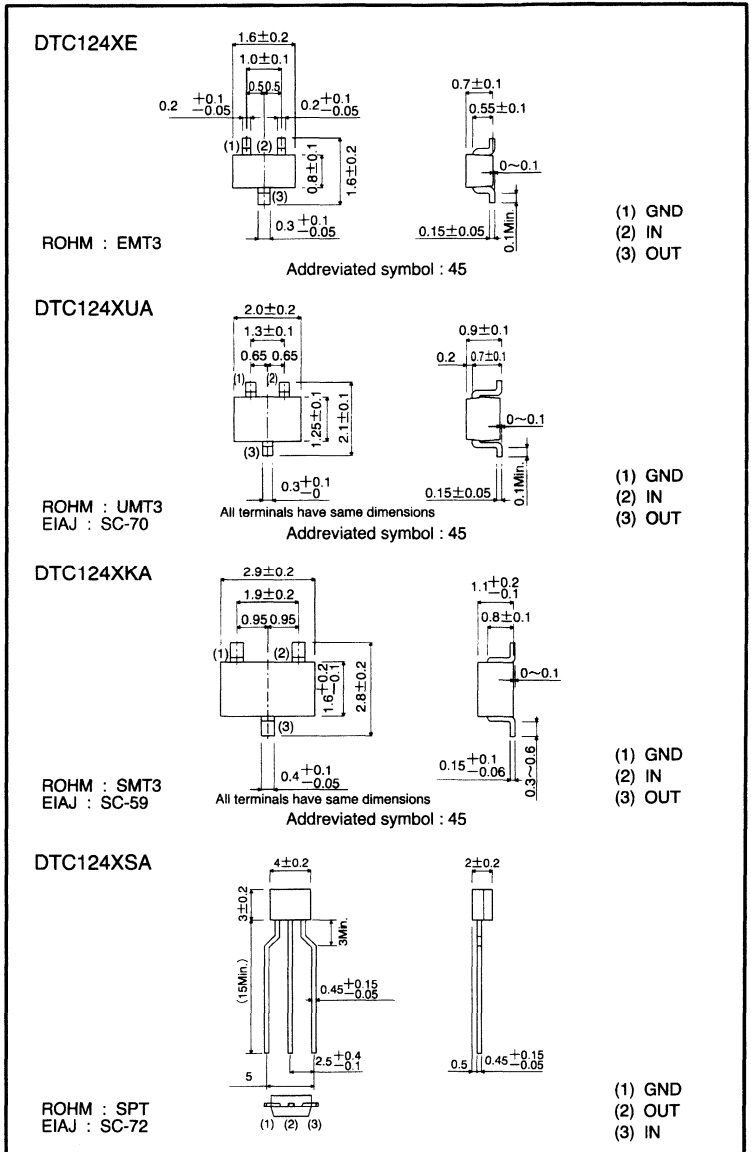 DTC124XE
1.6±0.2
1.0±0.1
0.5 0.5
0.2 +0.1 −0.05
0.2 +0.1 −0.05
(1) (2)
0.8±0.1
1.6±0.2
(3)
0.3 +0.1 −0.05
0.7±0.1
0.55±0.1
0~0.1
0.15±0.05
0.1Min.
(1) GND
(2) IN
(3) OUT
ROHM : EMT3
Addreviated symbol : 45
DTC124XUA
2.0±0.2
1.3±0.1
0.65 0.65
(1) (2)
1.25±0.1
2.1±0.1
(3)
0.3 +0.1 −0
All terminals have same dimensions
0.9±0.1
0.2 0.7±0.1
0~0.1
0.15±0.05
0.1Min.
(1) GND
(2) IN
(3) OUT
ROHM : UMT3
EIAJ : SC-70
Addreviated symbol : 45
DTC124XKA
2.9±0.2
1.9±0.2
0.95 0.95
(1) (2)
1.6 +0.2 −0.1
2.8±0.2
(3)
0.4 +0.1 −0.05
All terminals have same dimensions
1.1 +0.2 −0.1
0.8±0.1
0~0.1
0.15 +0.1 −0.06
0.3~0.6
(1) GND
(2) IN
(3) OUT
ROHM : SMT3
EIAJ : SC-59
Addreviated symbol : 45
DTC124XSA
4±0.2
3±0.2
3Min.
(15Min.)
0.45 +0.15 −0.05
2.5 +0.4 −0.1
5
(1) (2) (3)
2±0.2
0.5
0.45 +0.15 −0.05
(1) GND
(2) OUT
(3) IN
ROHM : SPT
EIAJ : SC-72